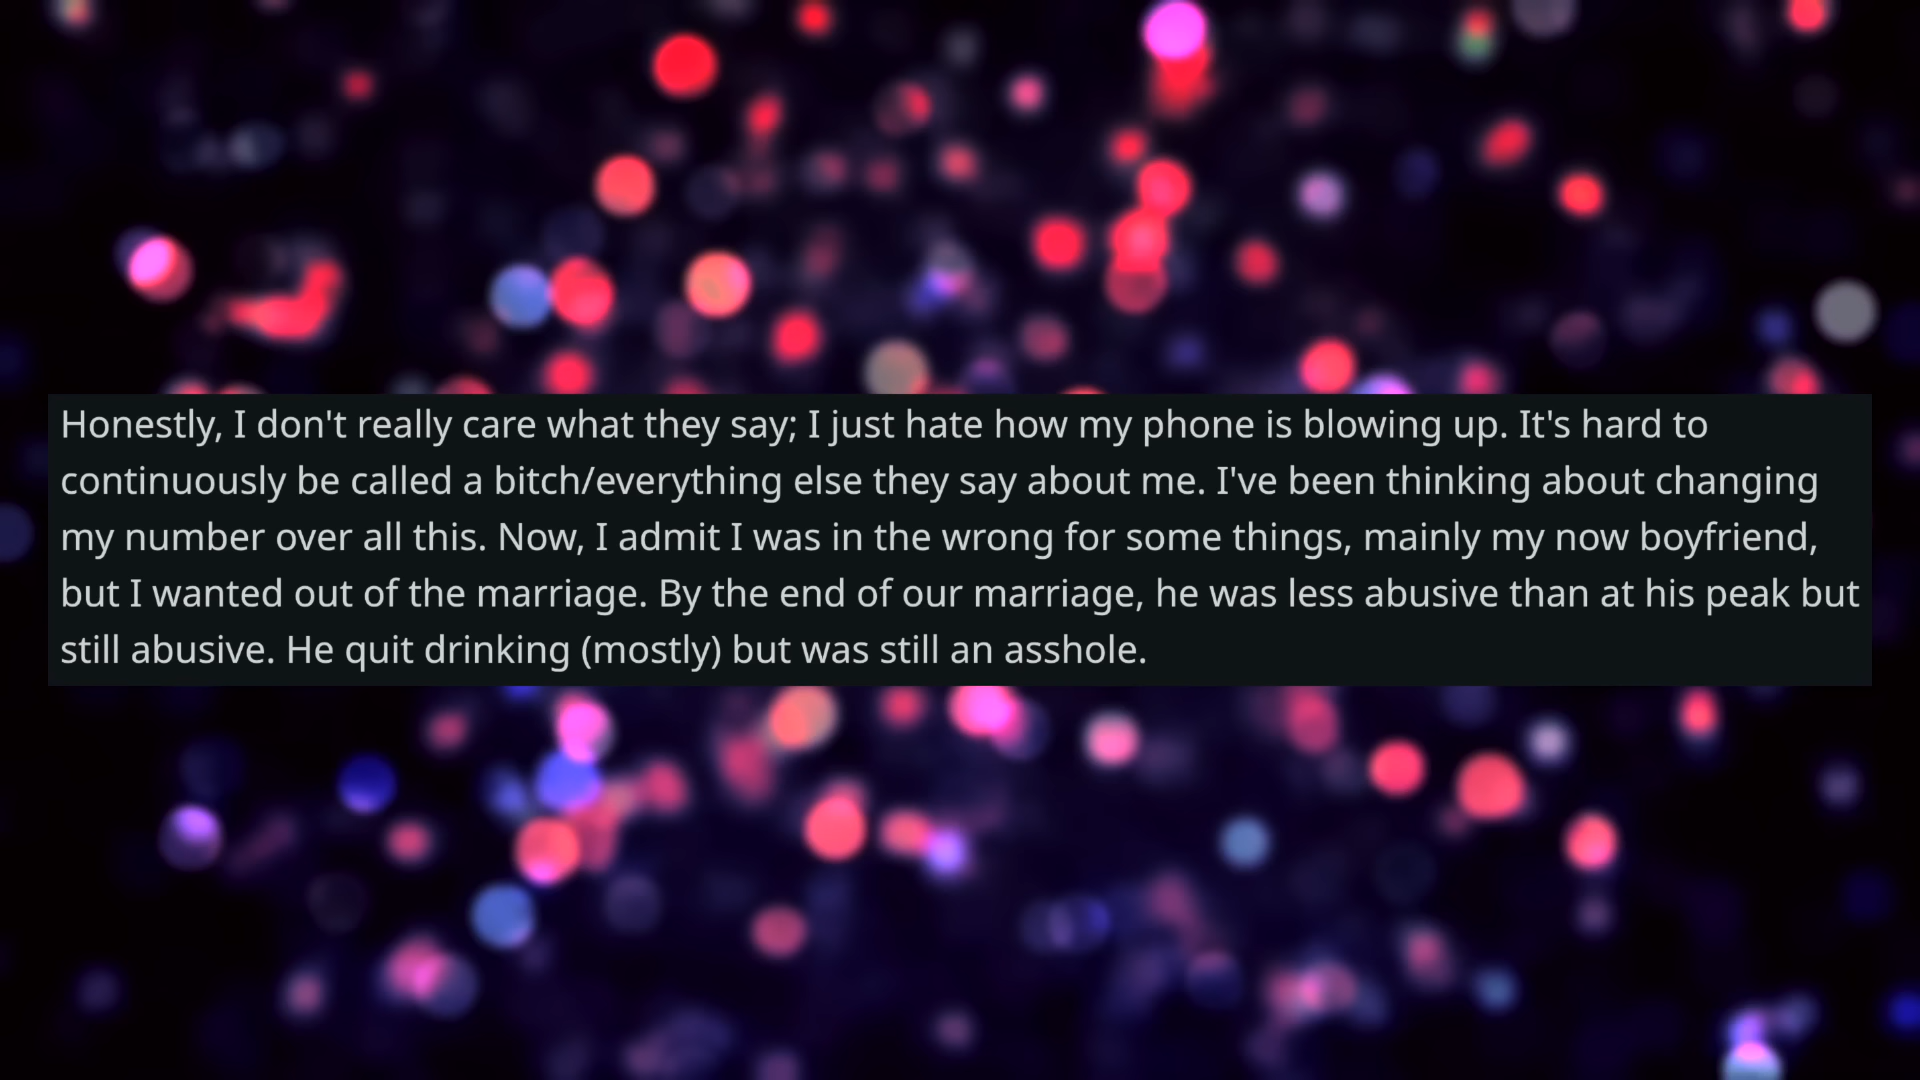 Honestly, I don't really care what they say; I just hate how my phone is blowing up. It's hard to
continuously be called a bitch/everything else they say about me. I've been thinking about changing
my number over all this. Now, I admit I was in the wrong for some things, mainly my now boyfriend,
but I wanted out of the marriage. By the end of our marriage, he was less abusive than at his peak but
still abusive. He quit drinking (mostly) but was still an asshole.